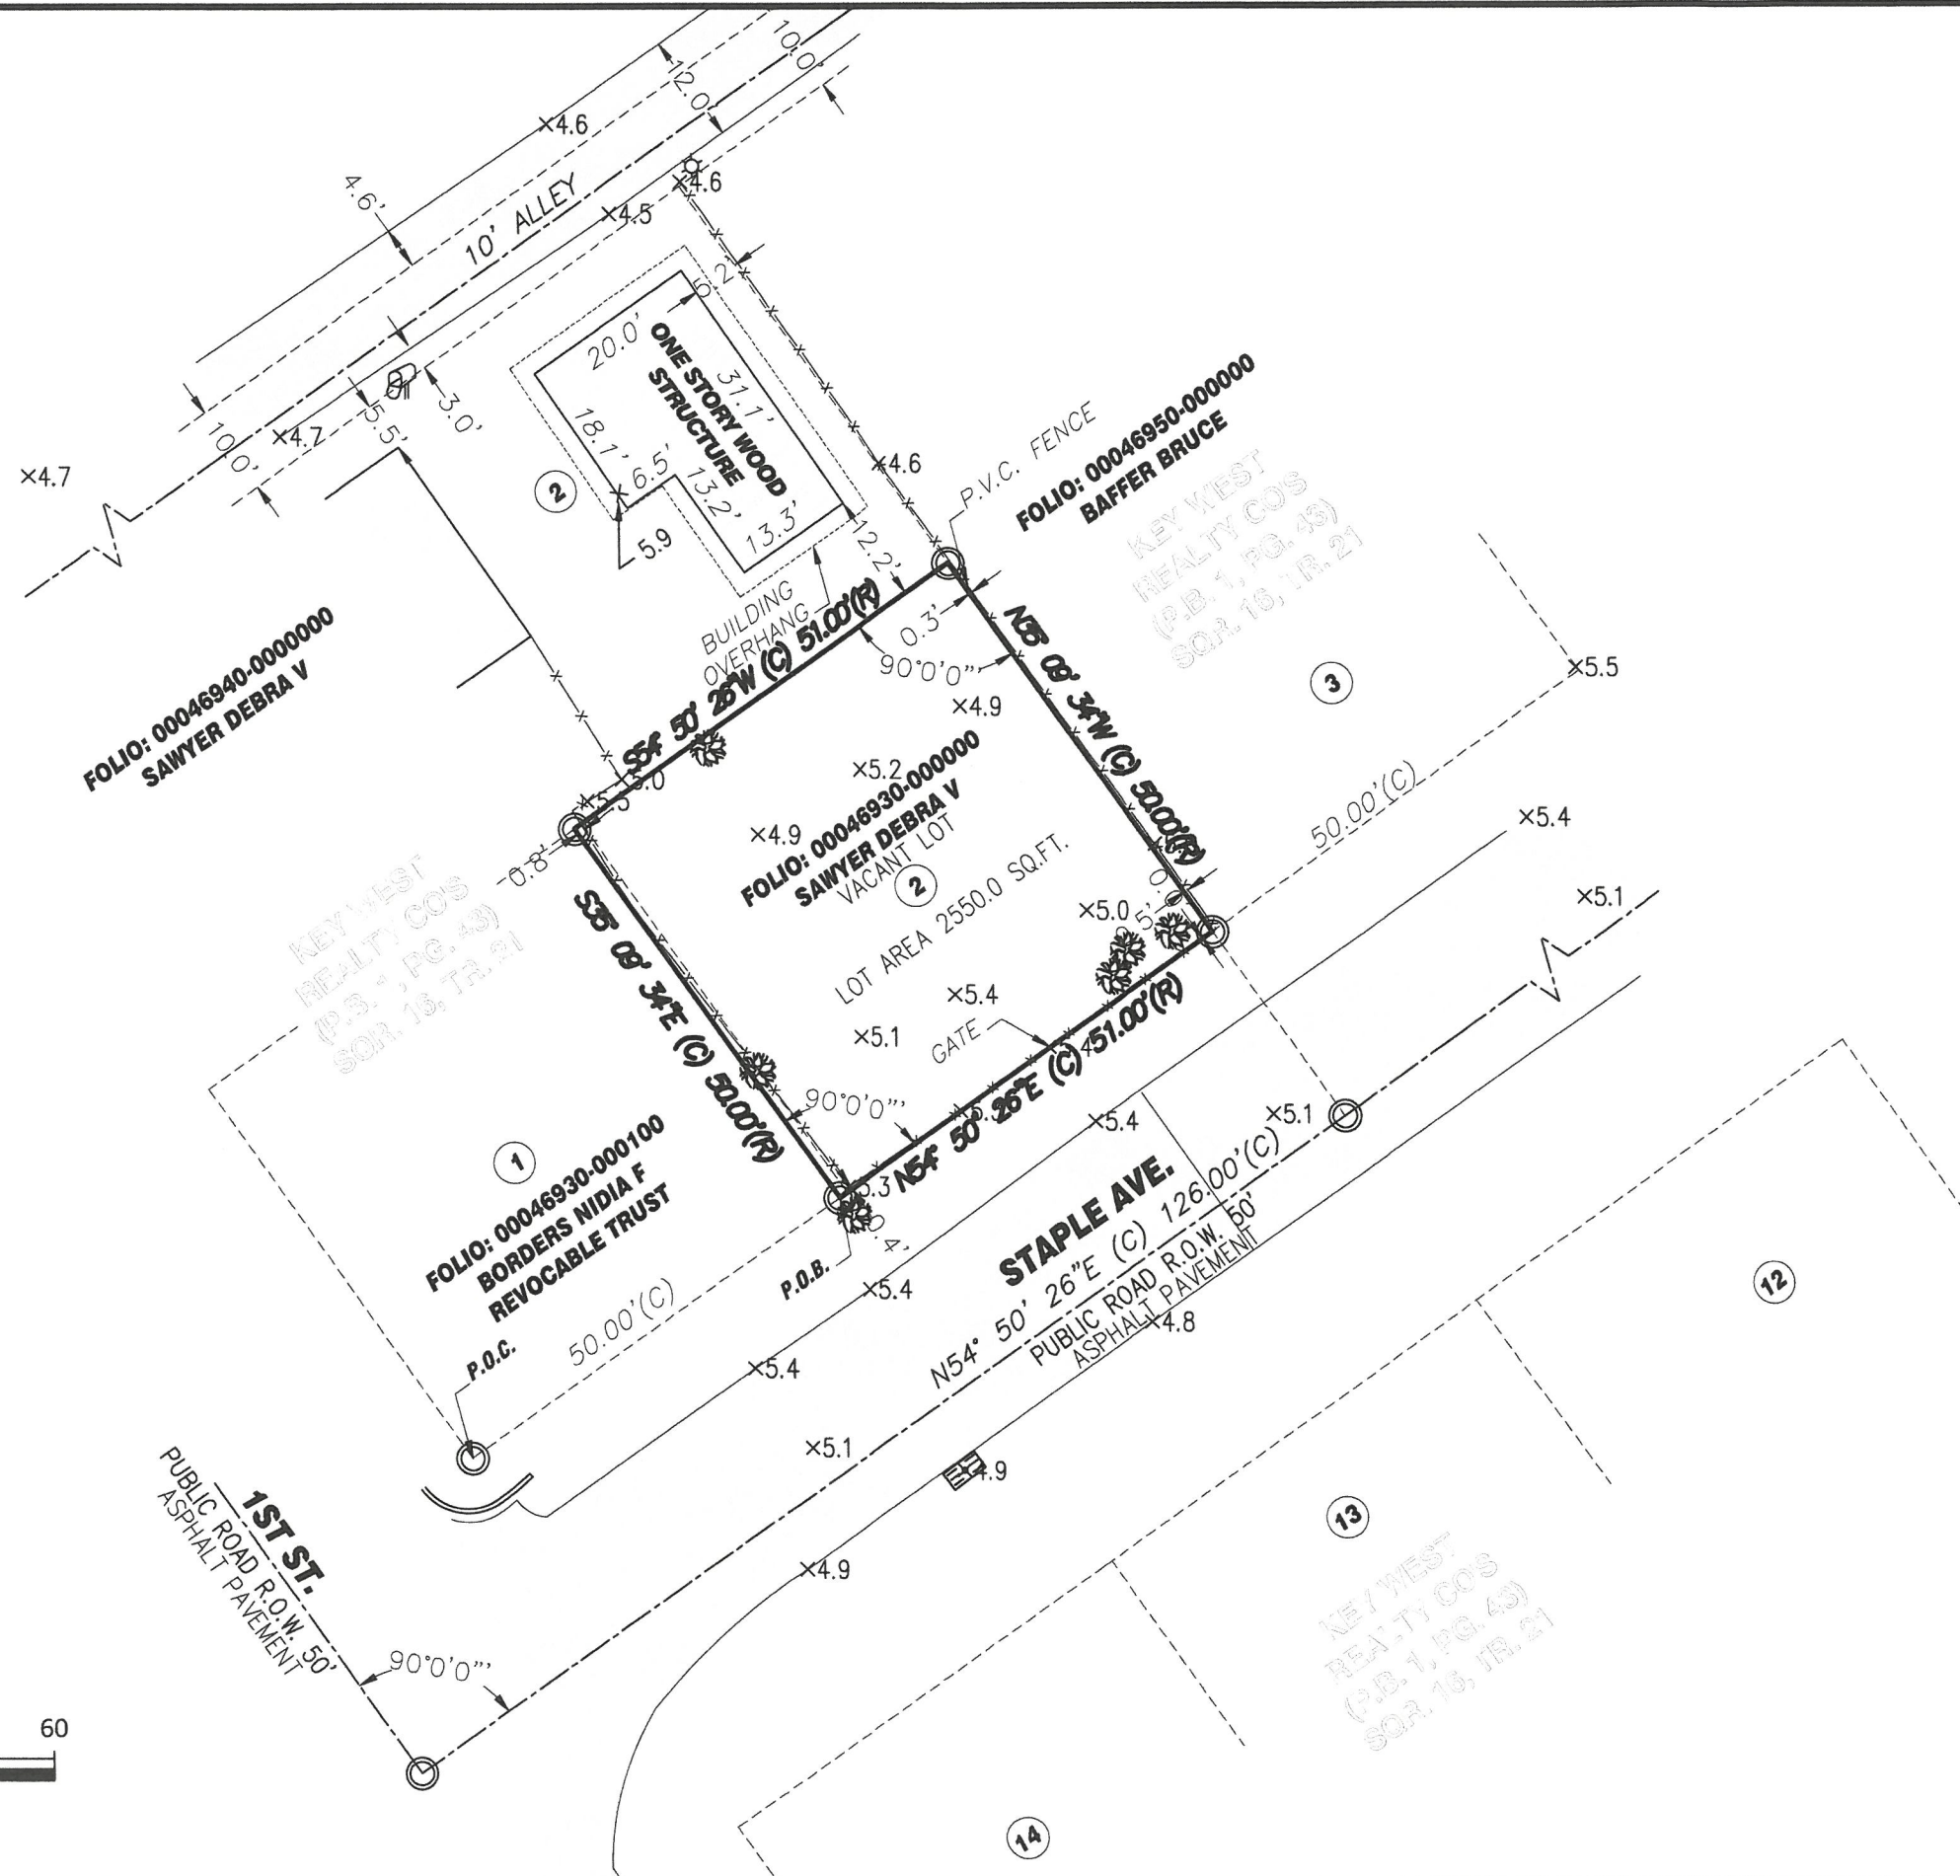 10.0'
12.0'
×4.6
4.6'
10' ALLEY
×4.6
×4.5
5.2'
20.0'
ONE STORY WOOD
STRUCTURE
31.1'
18.1'
6.5'
13.2'
13.3'
5.9
2
3.0'
5.5'
×4.7
10.0'
×4.7
×4.6
12.2'
P.V.C. FENCE
FOLIO: 00046950-000000
BAFFER BRUCE
KEY WEST
REALTY CO'S
(P.B. 1, PG. 43)
SQR. 16, TR. 21
3
×5.5
BUILDING
OVERHANG
S54° 50' 26"W (C) 51.00'(R)
0.3'
90°0'0"
N35° 09' 34"W (C) 50.00'(R)
FOLIO: 00046940-0000000
SAWYER DEBRA V
5.0
×5.5
0.8'
×4.9
×5.2
×4.9
FOLIO: 00046930-000000
SAWYER DEBRA V
VACANT LOT
2
LOT AREA 2550.0 SQ.FT.
×5.0
50.00'(C)
×5.4
×5.1
×5.4
×5.1
GATE
S35° 09' 34"E (C) 50.00'(R)
90°0'0"
N54° 50' 26"E (C) 51.00'(R)
KEY WEST
REALTY CO'S
(P.B. 1, PG. 43)
SQR. 16, TR. 21
1
FOLIO: 00046930-000100
BORDERS NIDIA F
REVOCABLE TRUST
5.3
0.4'
P.O.B.
P.O.C.
50.00'(C)
×5.4
×5.1
×5.4
×5.4
STAPLE AVE.
N54° 50' 26"E (C) 126.00'(C)
PUBLIC ROAD R.O.W. 50'
ASPHALT PAVEMENT
×4.8
×5.1
4.9
×4.9
1ST ST.
PUBLIC ROAD R.O.W. 50'
ASPHALT PAVEMENT
90°0'0"
12
13
KEY WEST
REALTY CO'S
(P.B. 1, PG. 43)
SQR. 16, TR. 21
14
60